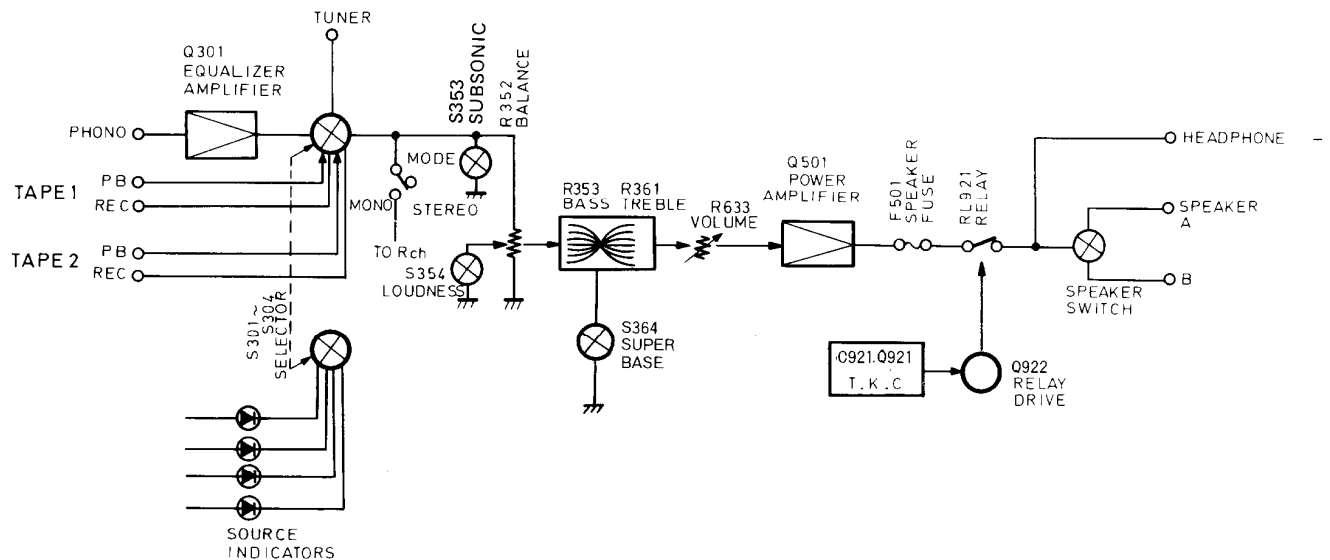 TUNER
Q301
EQUALIZER
AMPLIFIER
PHONO
TAPE 1
PB
REC
TAPE 2
PB
REC
S301~
S304
SELECTOR
MODE
MONO
STEREO
TO Rch
S353
SUBSONIC
R352
BALANCE
S354
LOUDNESS
R353
BASS
R361
TREBLE
R633
VOLUME
S364
SUPER
BASE
Q501
POWER
AMPLIFIER
F501
SPEAKER
FUSE
RL921
RELAY
HEADPHONE
SPEAKER
A
B
SPEAKER
SWITCH
C921.Q921
T.K.C
Q922
RELAY
DRIVE
SOURCE
INDICATORS